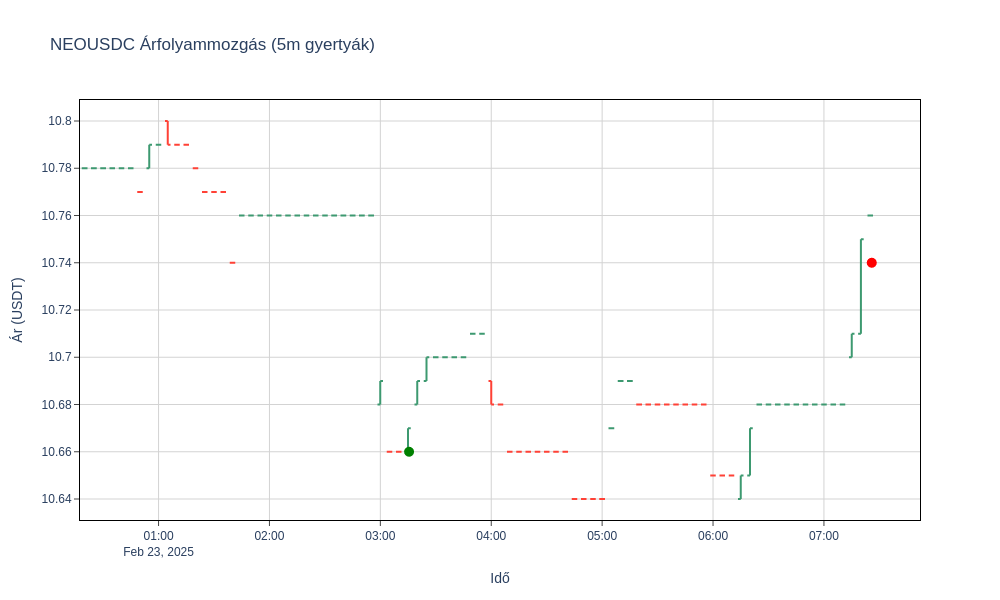 NEOUSDC Árfolyammozgás (5m gyertyák)
10.8
10.78
10.76
10.74
10.72
10.7
10.68
10.66
10.64
Ár (USDT)
01:00 02:00 03:00 04:00 05:00 06:00 07:00
Feb 23, 2025
Idő